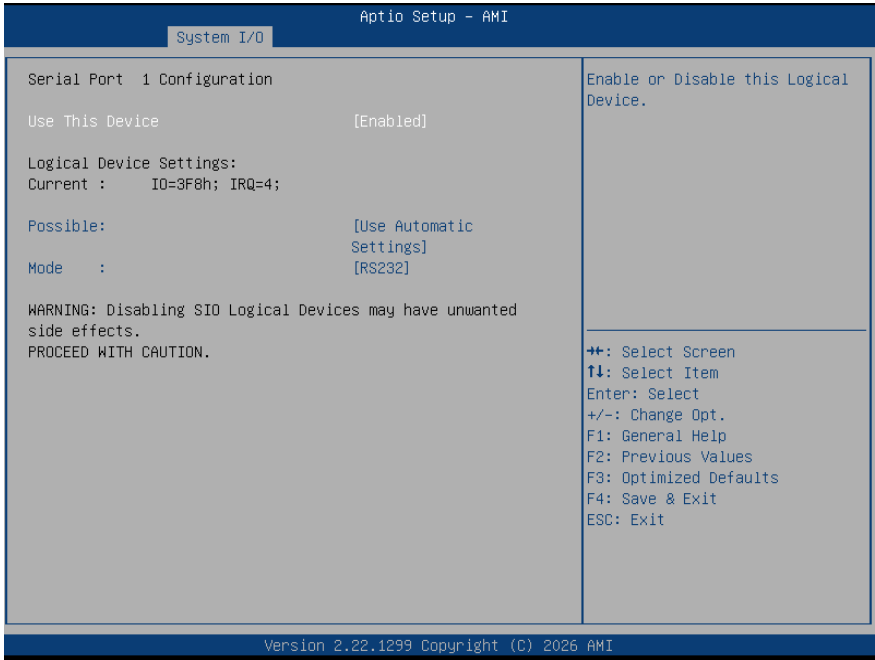 Aptio Setup – AMI
System I/O
Serial Port 1 Configuration
Use This Device [Enabled]
Logical Device Settings:
Current : IO=3F8h; IRQ=4;
Possible: [Use Automatic
Settings]
Mode : [RS232]
WARNING: Disabling SIO Logical Devices may have unwanted
side effects.
PROCEED WITH CAUTION.
Enable or Disable this Logical
Device.
→←: Select Screen
↑↓: Select Item
Enter: Select
+/-: Change Opt.
F1: General Help
F2: Previous Values
F3: Optimized Defaults
F4: Save & Exit
ESC: Exit
Version 2.22.1299 Copyright (C) 2026 AMI